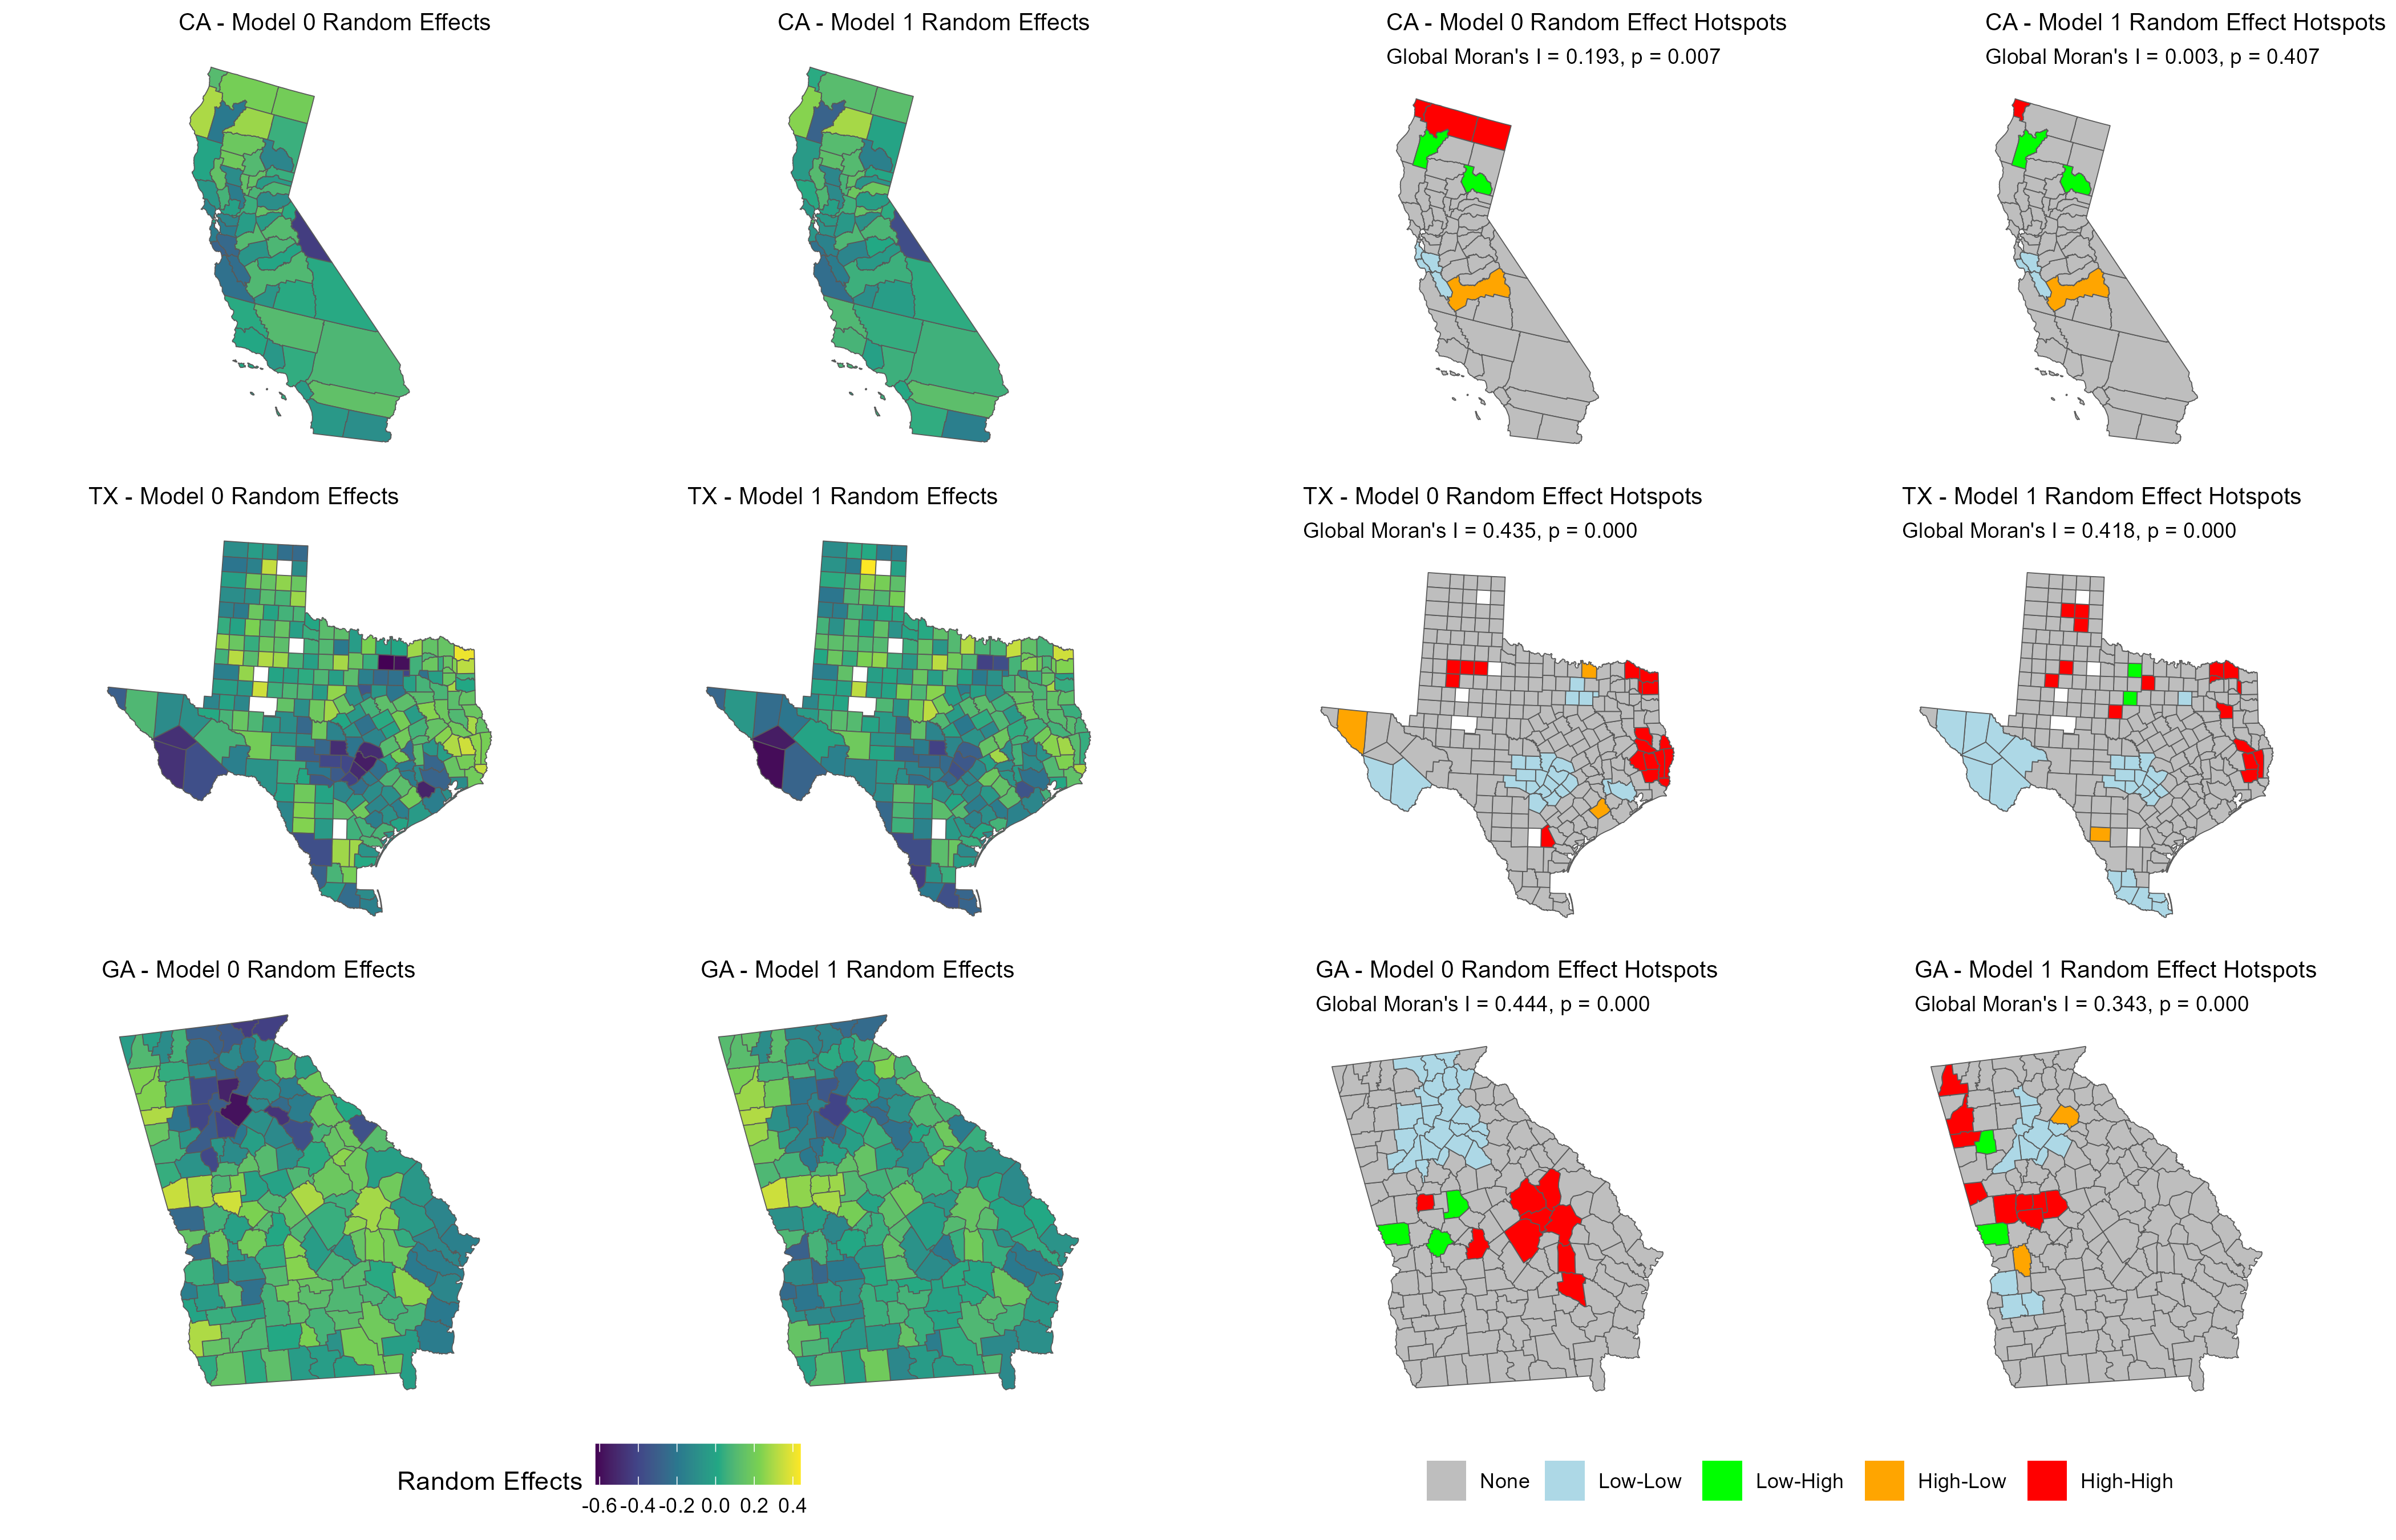 CA - Model 0 Random Effects
CA - Model 1 Random Effects
CA - Model 0 Random Effect Hotspots
Global Moran's I = 0.193, p = 0.007
CA - Model 1 Random Effect Hotspots
Global Moran's I = 0.003, p = 0.407
TX - Model 0 Random Effects
TX - Model 1 Random Effects
TX - Model 0 Random Effect Hotspots
Global Moran's I = 0.435, p = 0.000
TX - Model 1 Random Effect Hotspots
Global Moran's I = 0.418, p = 0.000
GA - Model 0 Random Effects
GA - Model 1 Random Effects
GA - Model 0 Random Effect Hotspots
Global Moran's I = 0.444, p = 0.000
GA - Model 1 Random Effect Hotspots
Global Moran's I = 0.343, p = 0.000
Random Effects
-0.6 -0.4 -0.2 0.0 0.2 0.4
None Low-Low Low-High High-Low High-High